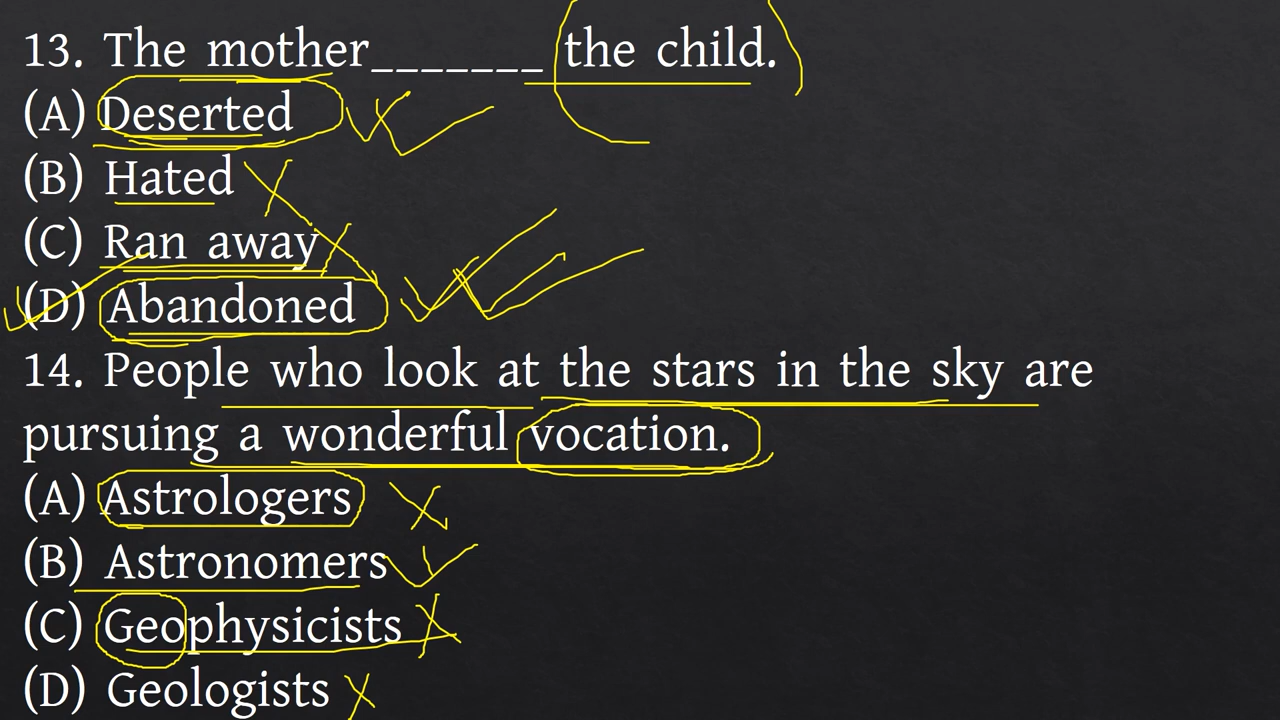 13. The mother_______ the child.
(A) Deserted
(B) Hated
(C) Ran away
(D) Abandoned
14. People who look at the stars in the sky are
pursuing a wonderful vocation.
(A) Astrologers
(B) Astronomers
(C) Geophysicists
(D) Geologists